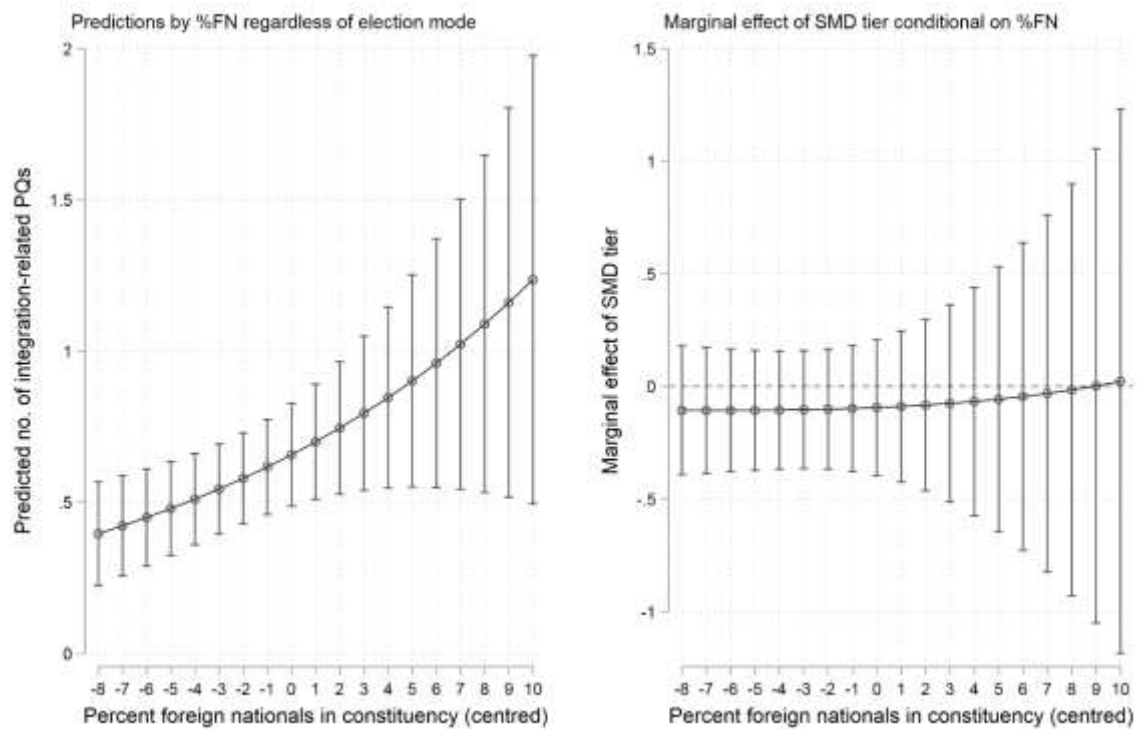 Predictions by %FN regardless of election mode
2
1.5
1
.5
0
Predicted no. of integration-related PQs
-8 -7 -6 -5 -4 -3 -2 -1 0 1 2 3 4 5 6 7 8 9 10
Percent foreign nationals in constituency (centred)
Marginal effect of SMD tier conditional on %FN
1.5
1
.5
0
-.5
-1
Marginal effect of SMD tier
-8 -7 -6 -5 -4 -3 -2 -1 0 1 2 3 4 5 6 7 8 9 10
Percent foreign nationals in constituency (centred)